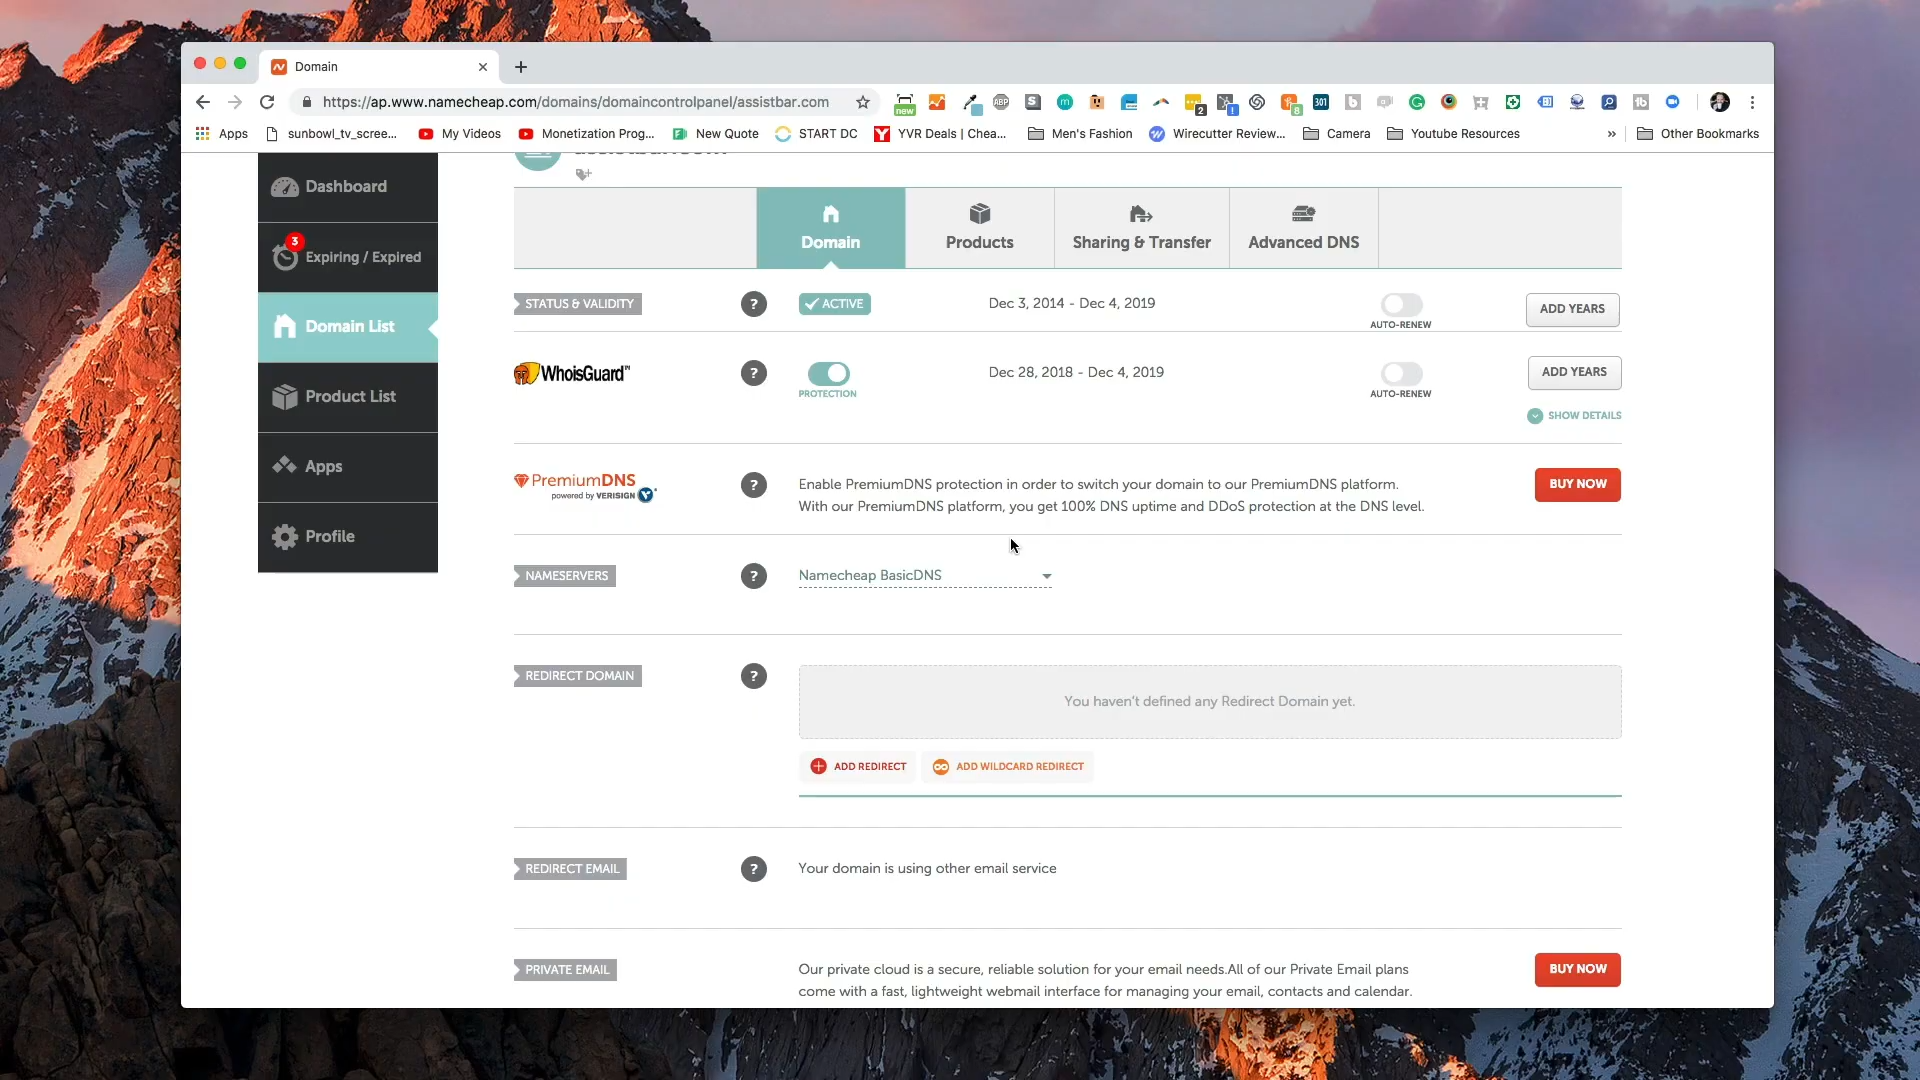 Domain
https://ap.www.namecheap.com/domains/domaincontrolpanel/assistbar.com
new
ABP
S
m
2
!
8
301
b
G
tb
Apps
sunbowl_tv_scree...
My Videos
Monetization Prog...
New Quote
START DC
YVR Deals | Chea...
Men's Fashion
Wirecutter Review...
Camera
Youtube Resources
»
Other Bookmarks
Dashboard
3
Expiring / Expired
Domain List
Product List
Apps
Profile
Domain
Products
Sharing & Transfer
Advanced DNS
STATUS & VALIDITY
?
ACTIVE
Dec 3, 2014 - Dec 4, 2019
AUTO-RENEW
ADD YEARS
WhoisGuard™
?
PROTECTION
Dec 28, 2018 - Dec 4, 2019
AUTO-RENEW
ADD YEARS
SHOW DETAILS
PremiumDNS
powered by VERISIGN
?
Enable PremiumDNS protection in order to switch your domain to our PremiumDNS platform.
With our PremiumDNS platform, you get 100% DNS uptime and DDoS protection at the DNS level.
BUY NOW
NAMESERVERS
?
Namecheap BasicDNS
REDIRECT DOMAIN
?
You haven't defined any Redirect Domain yet.
ADD REDIRECT
ADD WILDCARD REDIRECT
REDIRECT EMAIL
?
Your domain is using other email service
PRIVATE EMAIL
Our private cloud is a secure, reliable solution for your email needs.All of our Private Email plans
come with a fast, lightweight webmail interface for managing your email, contacts and calendar.
BUY NOW